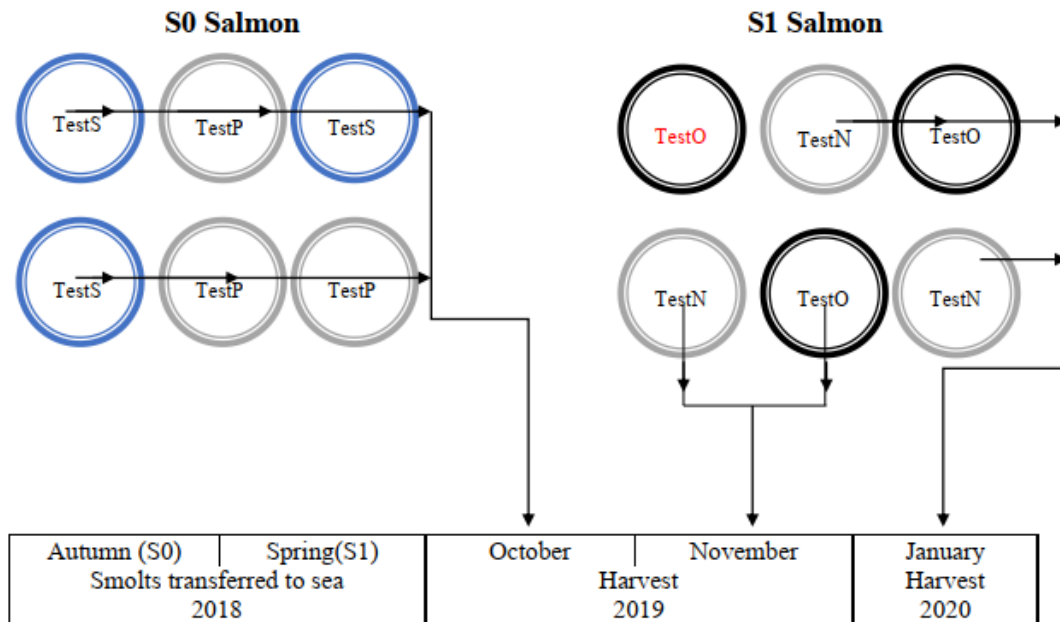 S0 Salmon
S1 Salmon
TestS
TestP
TestS
TestO
TestN
TestO
TestS
TestP
TestP
TestN
TestO
TestN
Autumn (S0)
Spring(S1)
October
November
January
Smolts transferred to sea
Harvest
Harvest
2018
2019
2020